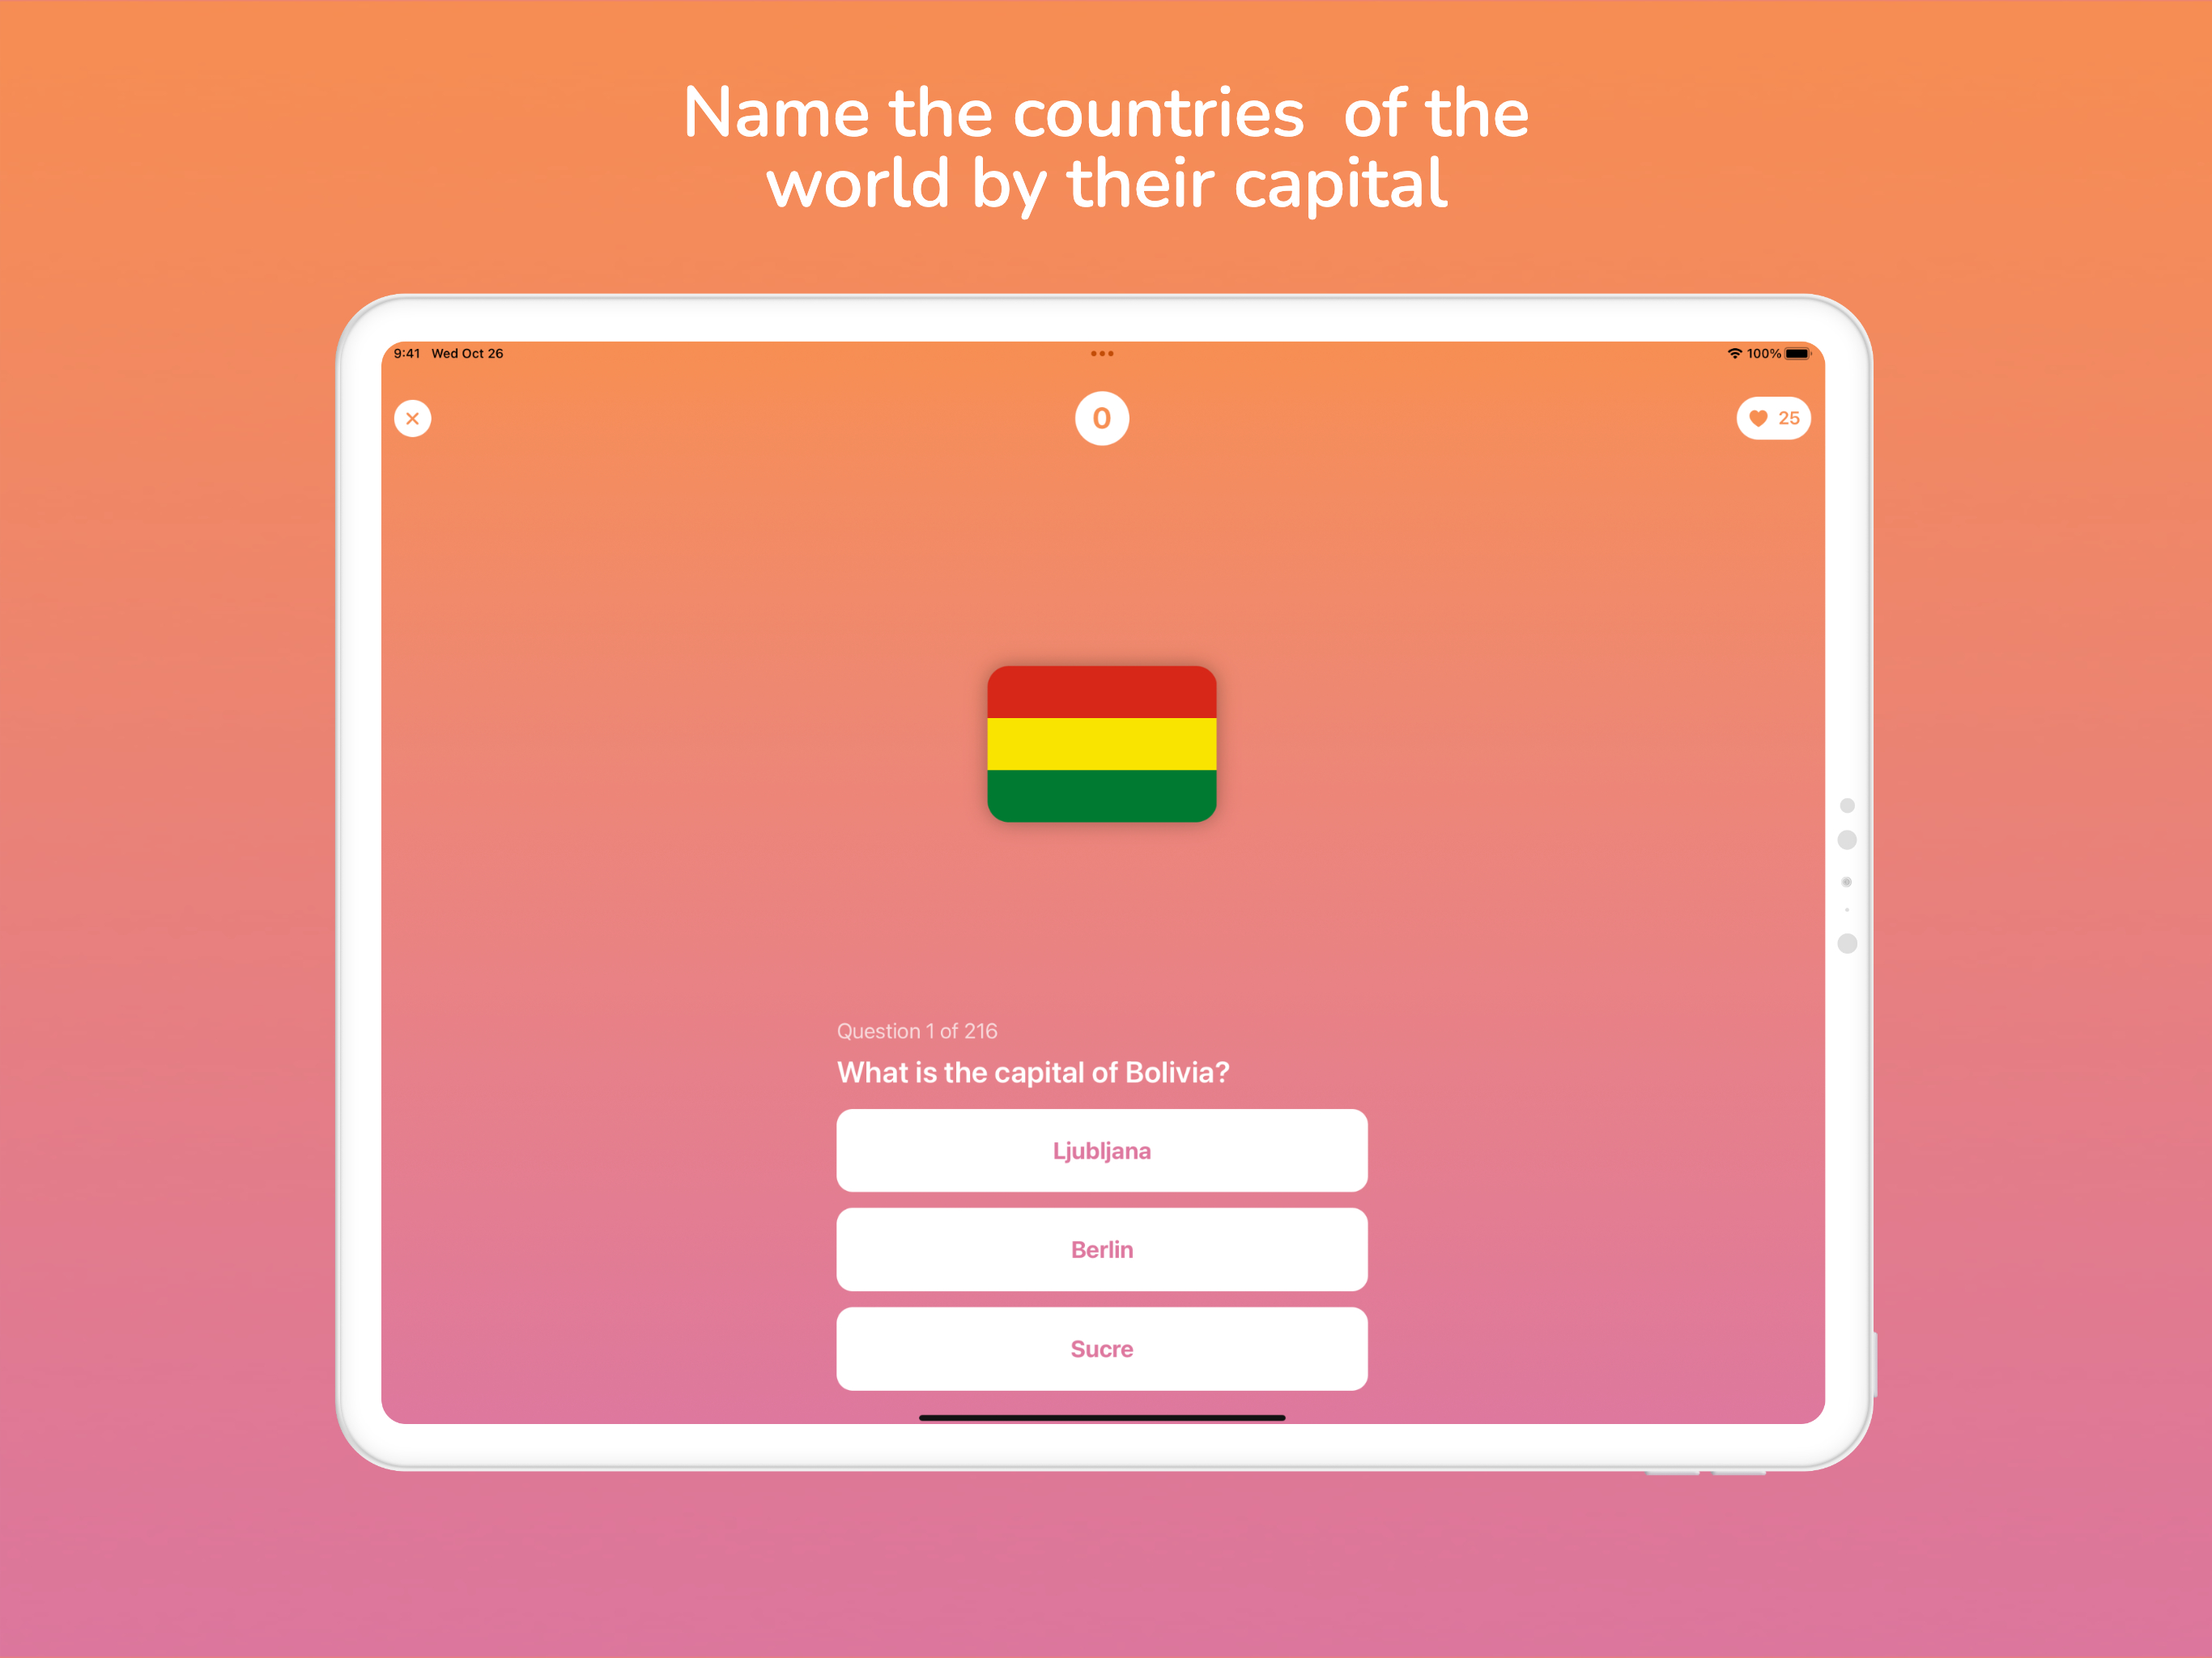 Name the countries  of the
world by their capital
9:41 Wed Oct 26
100%
0
25
Question 1 of 216
What is the capital of Bolivia?
Ljubljana
Berlin
Sucre